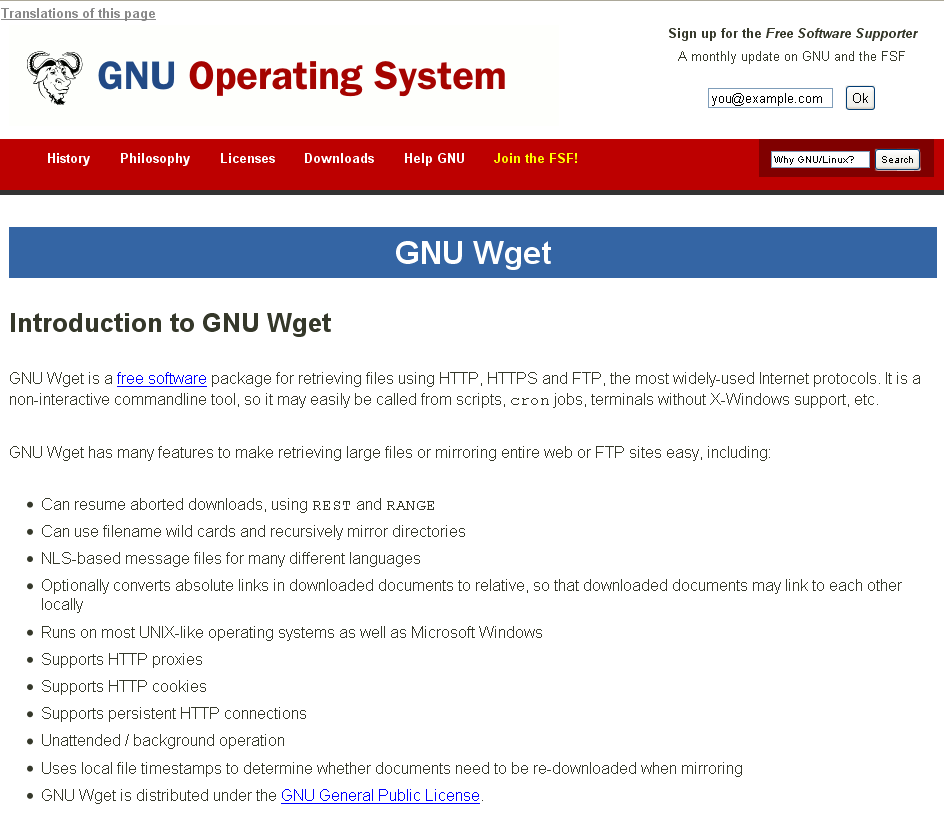 Translations of this page
Sign up for the Free Software Supporter
A monthly update on GNU and the FSF
you@example.com Ok
GNU Operating System
History Philosophy Licenses Downloads Help GNU Join the FSF! Why GNU/Linux? Search
GNU Wget
Introduction to GNU Wget
GNU Wget is a free software package for retrieving files using HTTP, HTTPS and FTP, the most widely-used Internet protocols. It is a
non-interactive commandline tool, so it may easily be called from scripts, cron jobs, terminals without X-Windows support, etc.
GNU Wget has many features to make retrieving large files or mirroring entire web or FTP sites easy, including:
• Can resume aborted downloads, using REST and RANGE
• Can use filename wild cards and recursively mirror directories
• NLS-based message files for many different languages
• Optionally converts absolute links in downloaded documents to relative, so that downloaded documents may link to each other
locally
• Runs on most UNIX-like operating systems as well as Microsoft Windows
• Supports HTTP proxies
• Supports HTTP cookies
• Supports persistent HTTP connections
• Unattended / background operation
• Uses local file timestamps to determine whether documents need to be re-downloaded when mirroring
• GNU Wget is distributed under the GNU General Public License.